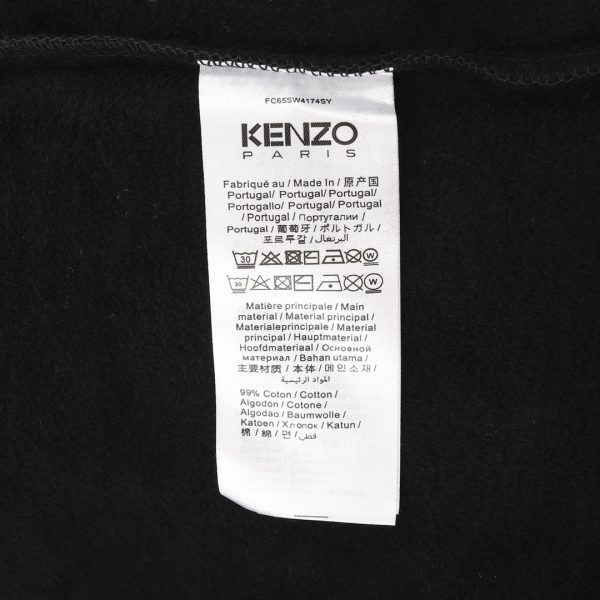 FC65SW4174SY
KENZO
PARIS
Fabriqué au / Made In / 原产国
Portugal/ Portugal/ Portugal/
Portogallo/ Portugal/ Portugal
/ Portugal / Португалии /
Portugal / 葡萄牙 / ポルトガル /
포르투갈 / البرتغال /
30 W
30 W
Matière principale / Main
material / Material principal /
Materialeprincipale / Material
principal / Hauptmaterial /
Hoofdmateriaal / Основной
материал / Bahan utama /
主要材质 / 本体 / 메인 소재 /
المواد الرئيسية
99% Coton / Cotton /
Algodón / Cotone /
Algodão / Baumwolle /
Katoen / Хлопок / Katun /
棉 / 綿 / 면 / قطن /